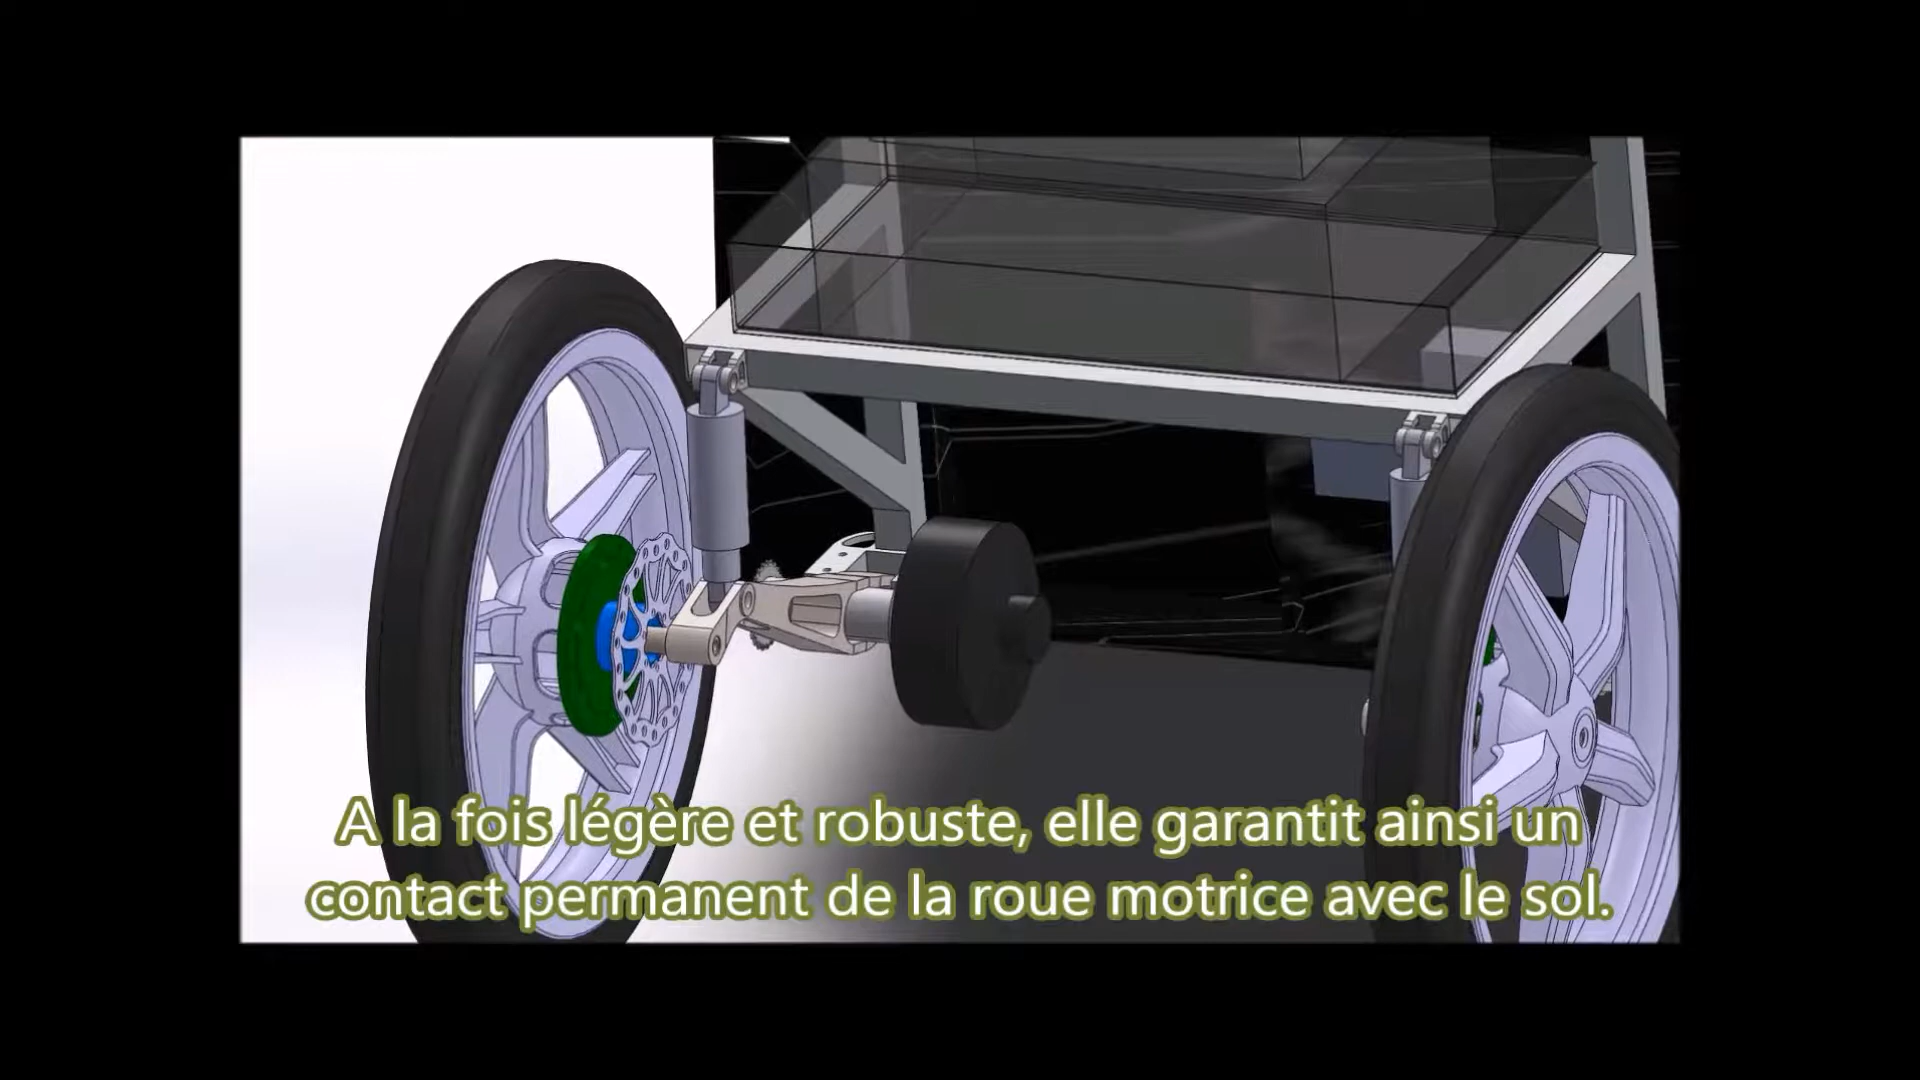 A la fois légère et robuste, elle garantit ainsi un
contact permanent de la roue motrice avec le sol.